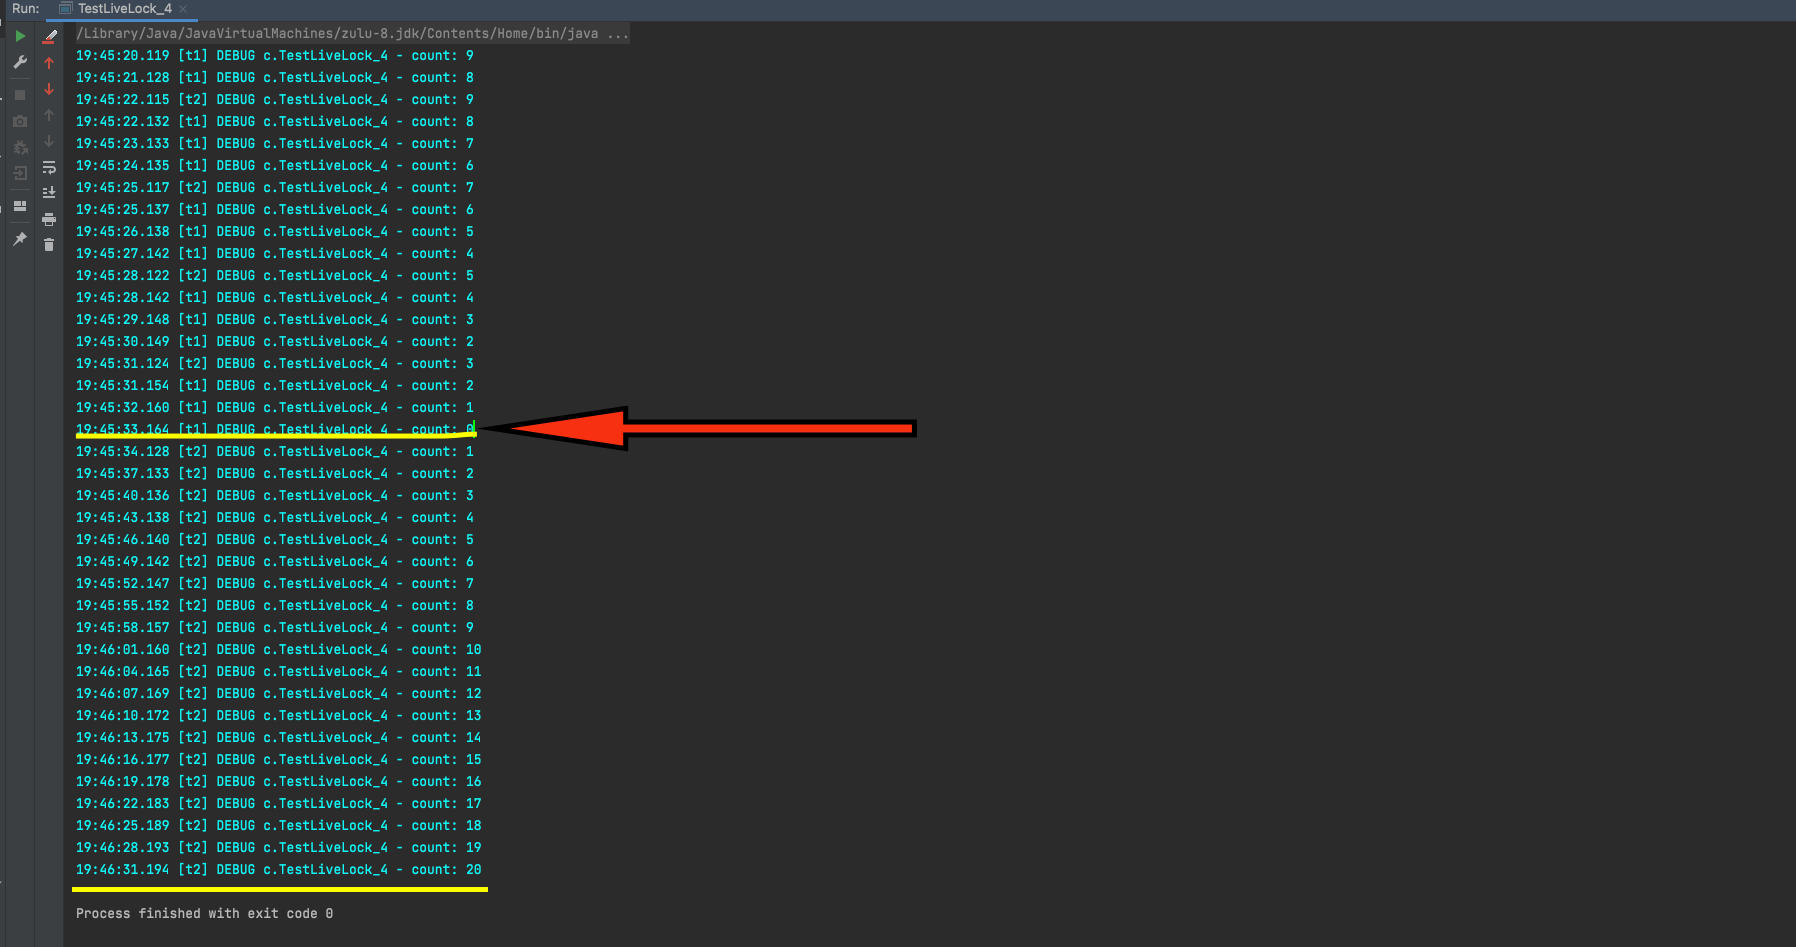 Run: TestLiveLock_4
/Library/Java/JavaVirtualMachines/zulu-8.jdk/Contents/Home/bin/java ...
19:45:20.119 [t1] DEBUG c.TestLiveLock_4 - count: 9
19:45:21.128 [t1] DEBUG c.TestLiveLock_4 - count: 8
19:45:22.115 [t2] DEBUG c.TestLiveLock_4 - count: 9
19:45:22.132 [t1] DEBUG c.TestLiveLock_4 - count: 8
19:45:23.133 [t1] DEBUG c.TestLiveLock_4 - count: 7
19:45:24.135 [t1] DEBUG c.TestLiveLock_4 - count: 6
19:45:25.117 [t2] DEBUG c.TestLiveLock_4 - count: 7
19:45:25.137 [t1] DEBUG c.TestLiveLock_4 - count: 6
19:45:26.138 [t1] DEBUG c.TestLiveLock_4 - count: 5
19:45:27.142 [t1] DEBUG c.TestLiveLock_4 - count: 4
19:45:28.122 [t2] DEBUG c.TestLiveLock_4 - count: 5
19:45:28.142 [t1] DEBUG c.TestLiveLock_4 - count: 4
19:45:29.148 [t1] DEBUG c.TestLiveLock_4 - count: 3
19:45:30.149 [t1] DEBUG c.TestLiveLock_4 - count: 2
19:45:31.124 [t2] DEBUG c.TestLiveLock_4 - count: 3
19:45:31.154 [t1] DEBUG c.TestLiveLock_4 - count: 2
19:45:32.160 [t1] DEBUG c.TestLiveLock_4 - count: 1
19:45:33.164 [t1] DEBUG c.TestLiveLock_4 - count: 0
19:45:34.128 [t2] DEBUG c.TestLiveLock_4 - count: 1
19:45:37.133 [t2] DEBUG c.TestLiveLock_4 - count: 2
19:45:40.136 [t2] DEBUG c.TestLiveLock_4 - count: 3
19:45:43.138 [t2] DEBUG c.TestLiveLock_4 - count: 4
19:45:46.140 [t2] DEBUG c.TestLiveLock_4 - count: 5
19:45:49.142 [t2] DEBUG c.TestLiveLock_4 - count: 6
19:45:52.147 [t2] DEBUG c.TestLiveLock_4 - count: 7
19:45:55.152 [t2] DEBUG c.TestLiveLock_4 - count: 8
19:45:58.157 [t2] DEBUG c.TestLiveLock_4 - count: 9
19:46:01.160 [t2] DEBUG c.TestLiveLock_4 - count: 10
19:46:04.165 [t2] DEBUG c.TestLiveLock_4 - count: 11
19:46:07.169 [t2] DEBUG c.TestLiveLock_4 - count: 12
19:46:10.172 [t2] DEBUG c.TestLiveLock_4 - count: 13
19:46:13.175 [t2] DEBUG c.TestLiveLock_4 - count: 14
19:46:16.177 [t2] DEBUG c.TestLiveLock_4 - count: 15
19:46:19.178 [t2] DEBUG c.TestLiveLock_4 - count: 16
19:46:22.183 [t2] DEBUG c.TestLiveLock_4 - count: 17
19:46:25.189 [t2] DEBUG c.TestLiveLock_4 - count: 18
19:46:28.193 [t2] DEBUG c.TestLiveLock_4 - count: 19
19:46:31.194 [t2] DEBUG c.TestLiveLock_4 - count: 20
Process finished with exit code 0